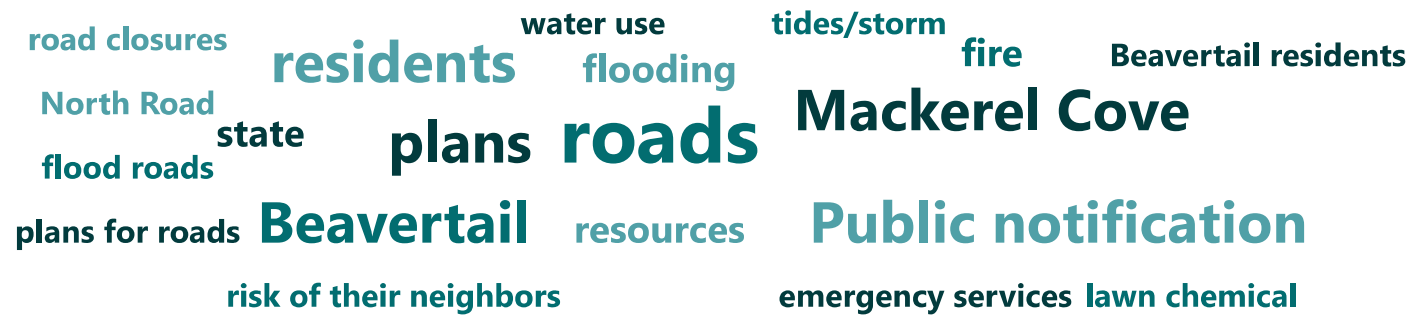 water use
tides/storm
road closures
residents
flooding
fire
Beavertail residents
North Road
Mackerel Cove
state
plans
roads
flood roads
plans for roads
Beavertail
resources
Public notification
risk of their neighbors
emergency services
lawn chemical